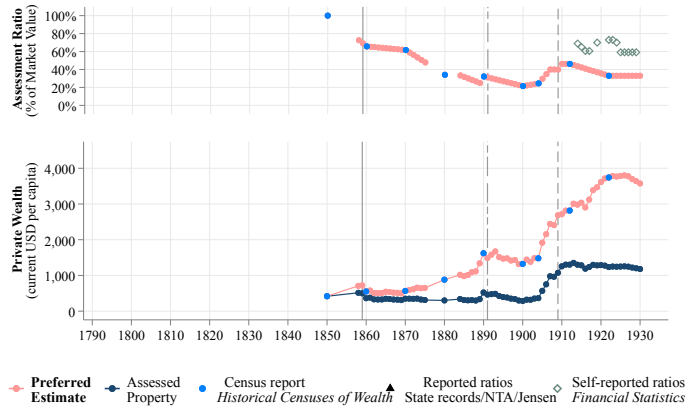 Assessment Ratio
(% of Market Value)
100%
80%
60%
40%
20%
0%
Private Wealth
(current USD per capita)
4,000
3,000
2,000
1,000
0
1790 1800 1810 1820 1830 1840 1850 1860 1870 1880 1890 1900 1910 1920 1930
Preferred
Estimate
Assessed
Property
Census report
Historical Censuses of Wealth
Reported ratios
State records/NTA/Jensen
Self-reported ratios
Financial Statistics